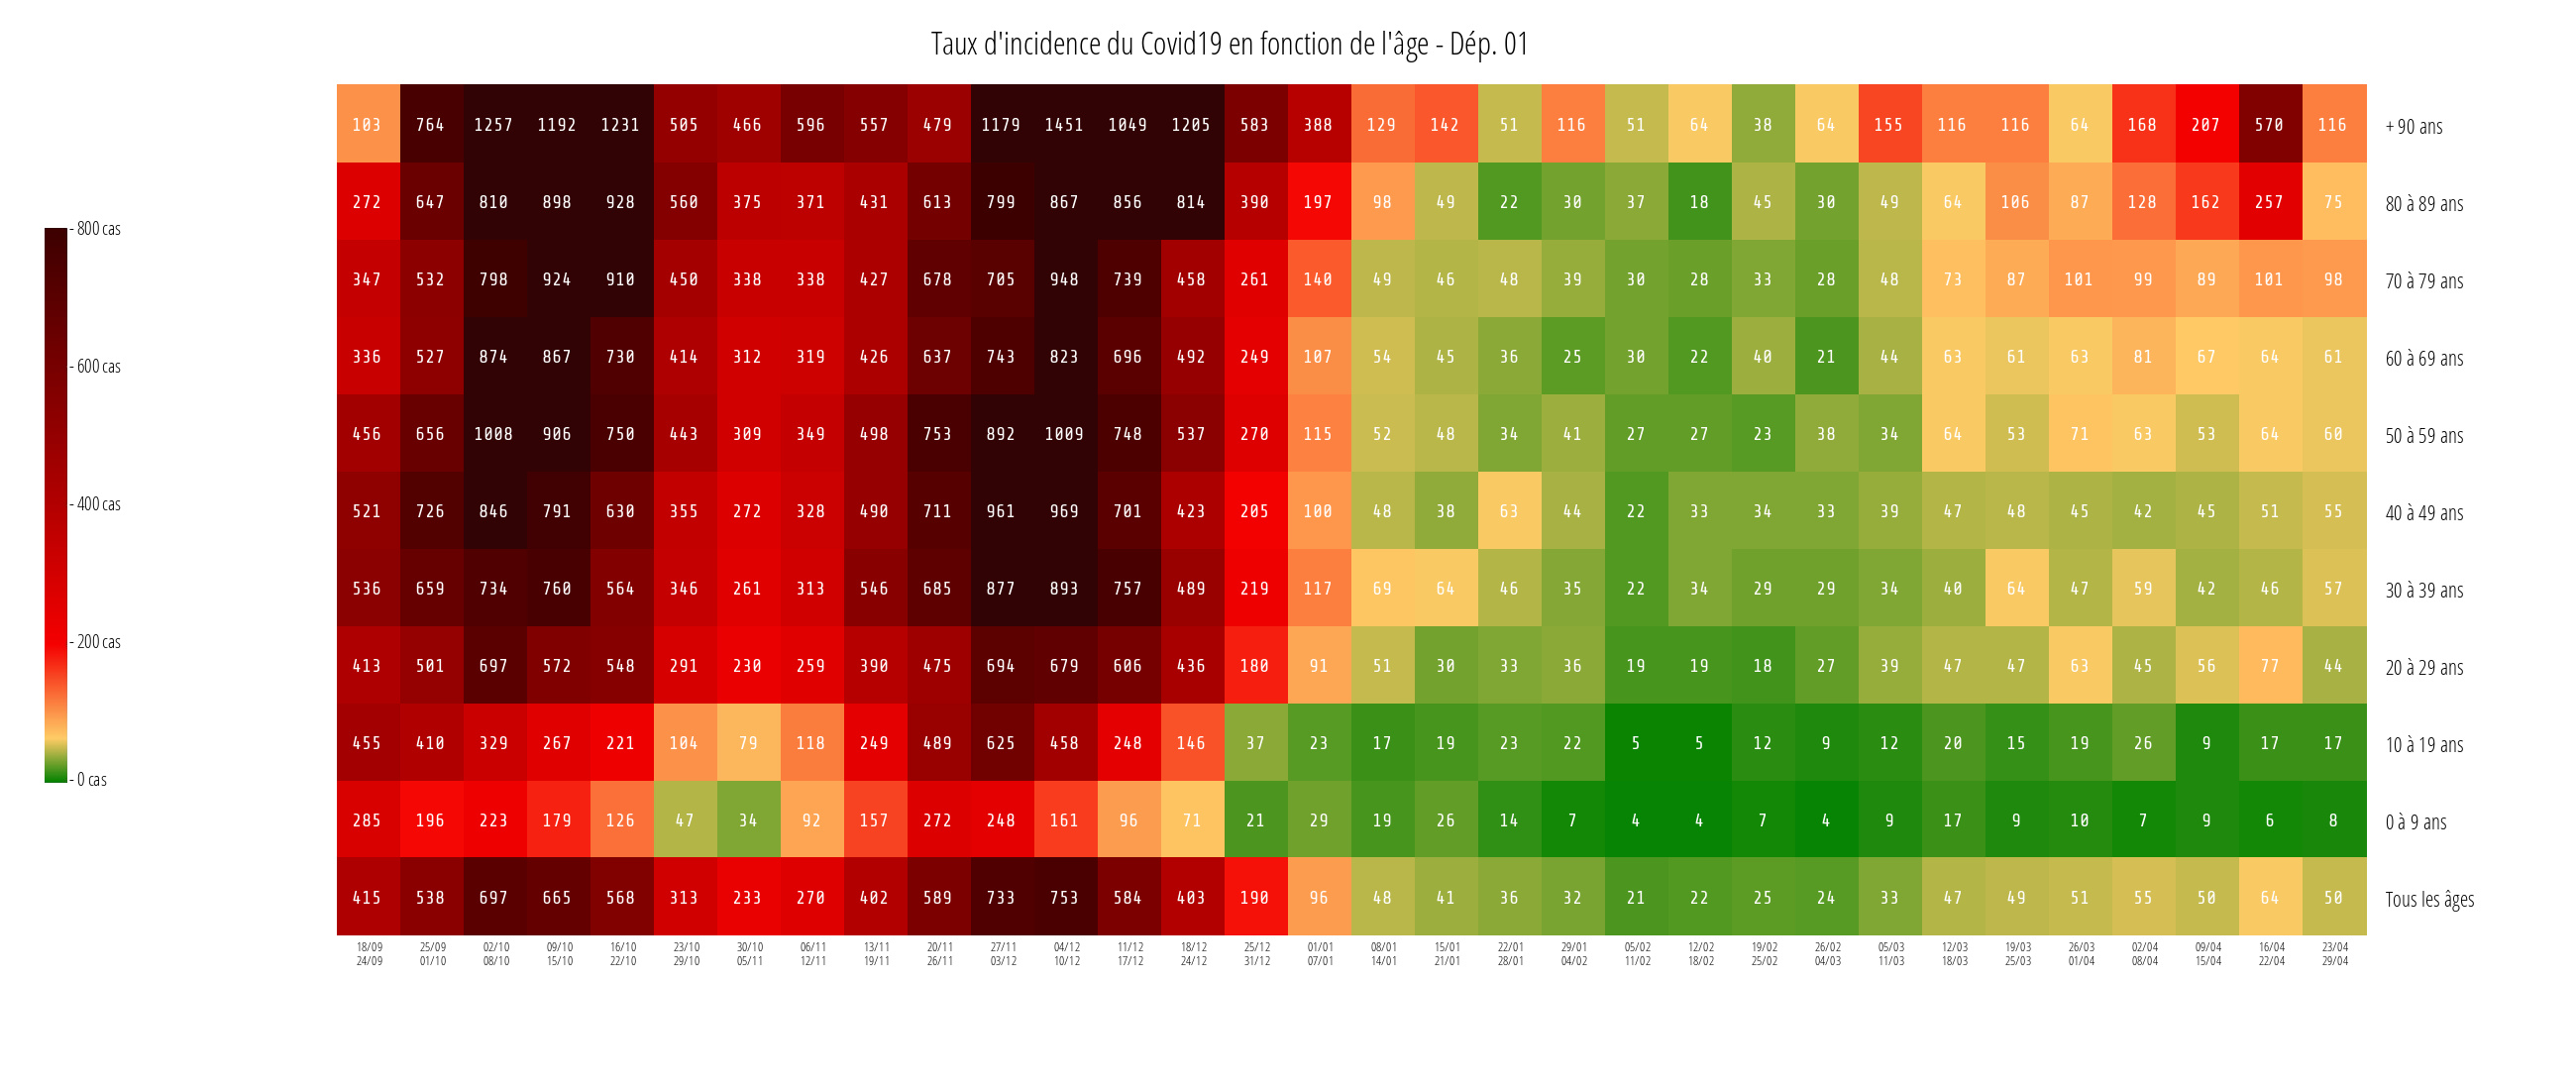 Taux d'incidence du Covid19 en fonction de l'âge - Dép. 01
103 764 1257 1192 1231 505 466 596 557 479 1179 1451 1049 1205 583 388 129 142 51 116 51 64 38 64 155 116 116 64 168 207 570 116 + 90 ans
272 647 810 898 928 560 375 371 431 613 799 867 856 814 390 197 98 49 22 30 37 18 45 30 49 64 106 87 128 162 257 75 80 à 89 ans
347 532 798 924 910 450 338 338 427 678 705 948 739 458 261 140 49 46 48 39 30 28 33 28 48 73 87 101 99 89 101 98 70 à 79 ans
336 527 874 867 730 414 312 319 426 637 743 823 696 492 249 107 54 45 36 25 30 22 40 21 44 63 61 63 81 67 64 61 60 à 69 ans
456 656 1008 906 750 443 309 349 498 753 892 1009 748 537 270 115 52 48 34 41 27 27 23 38 34 64 53 71 63 53 64 60 50 à 59 ans
521 726 846 791 630 355 272 328 490 711 961 969 701 423 205 100 48 38 63 44 22 33 34 33 39 47 48 45 42 45 51 55 40 à 49 ans
536 659 734 760 564 346 261 313 546 685 877 893 757 489 219 117 69 64 46 35 22 34 29 29 34 40 64 47 59 42 46 57 30 à 39 ans
413 501 697 572 548 291 230 259 390 475 694 679 606 436 180 91 51 30 33 36 19 19 18 27 39 47 47 63 45 56 77 44 20 à 29 ans
455 410 329 267 221 104 79 118 249 489 625 458 248 146 37 23 17 19 23 22 5 5 12 9 12 20 15 19 26 9 17 17 10 à 19 ans
285 196 223 179 126 47 34 92 157 272 248 161 96 71 21 29 19 26 14 7 4 4 7 4 9 17 9 10 7 9 6 8 0 à 9 ans
415 538 697 665 568 313 233 270 402 589 733 753 584 403 190 96 48 41 36 32 21 22 25 24 33 47 49 51 55 50 64 50 Tous les âges
18/09 25/09 02/10 09/10 16/10 23/10 30/10 06/11 13/11 20/11 27/11 04/12 11/12 18/12 25/12 01/01 08/01 15/01 22/01 29/01 05/02 12/02 19/02 26/02 05/03 12/03 19/03 26/03 02/04 09/04 16/04 23/04
24/09 01/10 08/10 15/10 22/10 29/10 05/11 12/11 19/11 26/11 03/12 10/12 17/12 24/12 31/12 07/01 14/01 21/01 28/01 04/02 11/02 18/02 25/02 04/03 11/03 18/03 25/03 01/04 08/04 15/04 22/04 29/04
- 800 cas
- 600 cas
- 400 cas
- 200 cas
- 0 cas